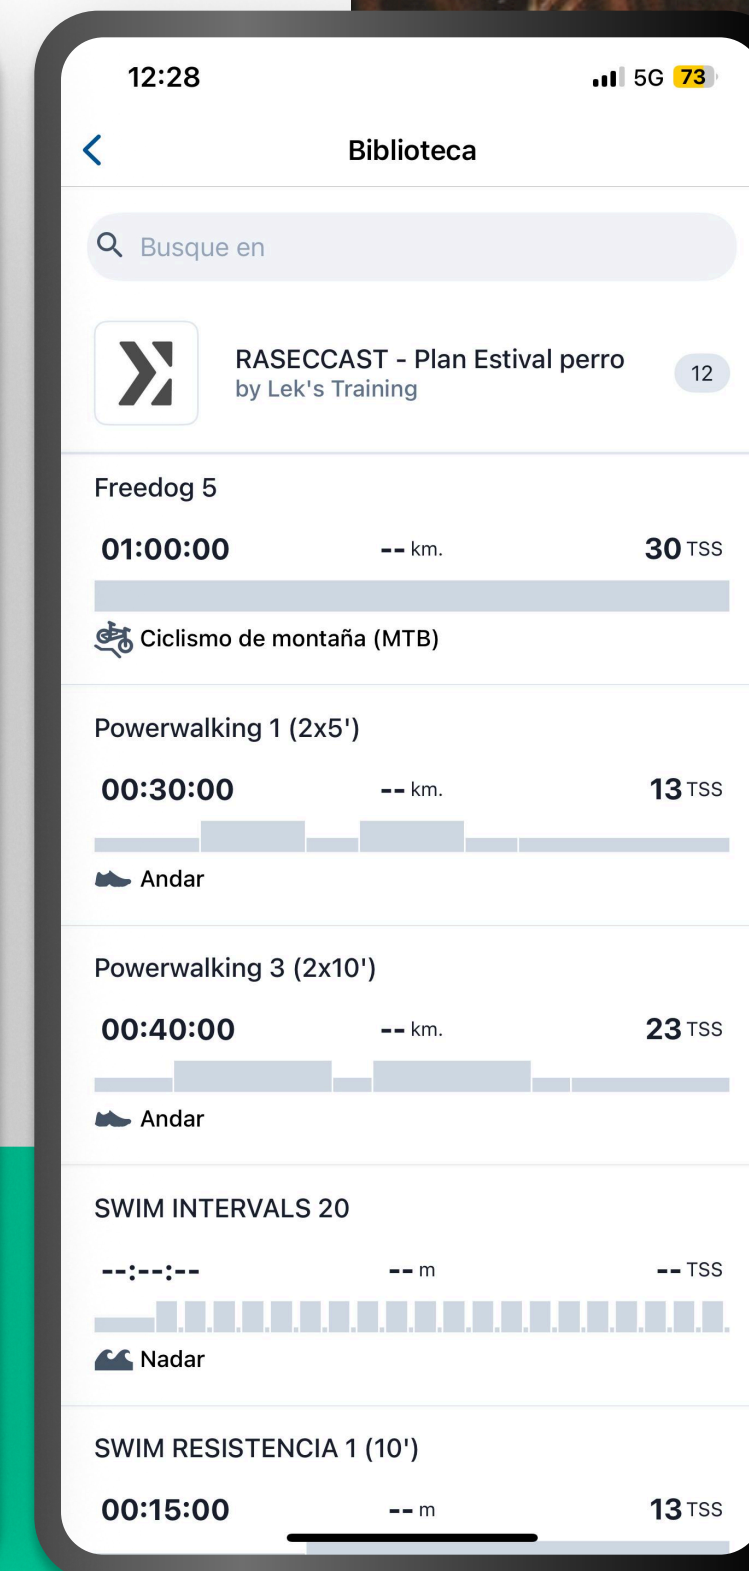 12:28
5G 73
Biblioteca
Busque en
RASECCAST - Plan Estival perro
by Lek's Training
12
Freedog 5
01:00:00 -- km. 30 TSS
Ciclismo de montaña (MTB)
Powerwalking 1 (2x5')
00:30:00 -- km. 13 TSS
Andar
Powerwalking 3 (2x10')
00:40:00 -- km. 23 TSS
Andar
SWIM INTERVALS 20
--:--:-- -- m -- TSS
Nadar
SWIM RESISTENCIA 1 (10')
00:15:00 -- m 13 TSS